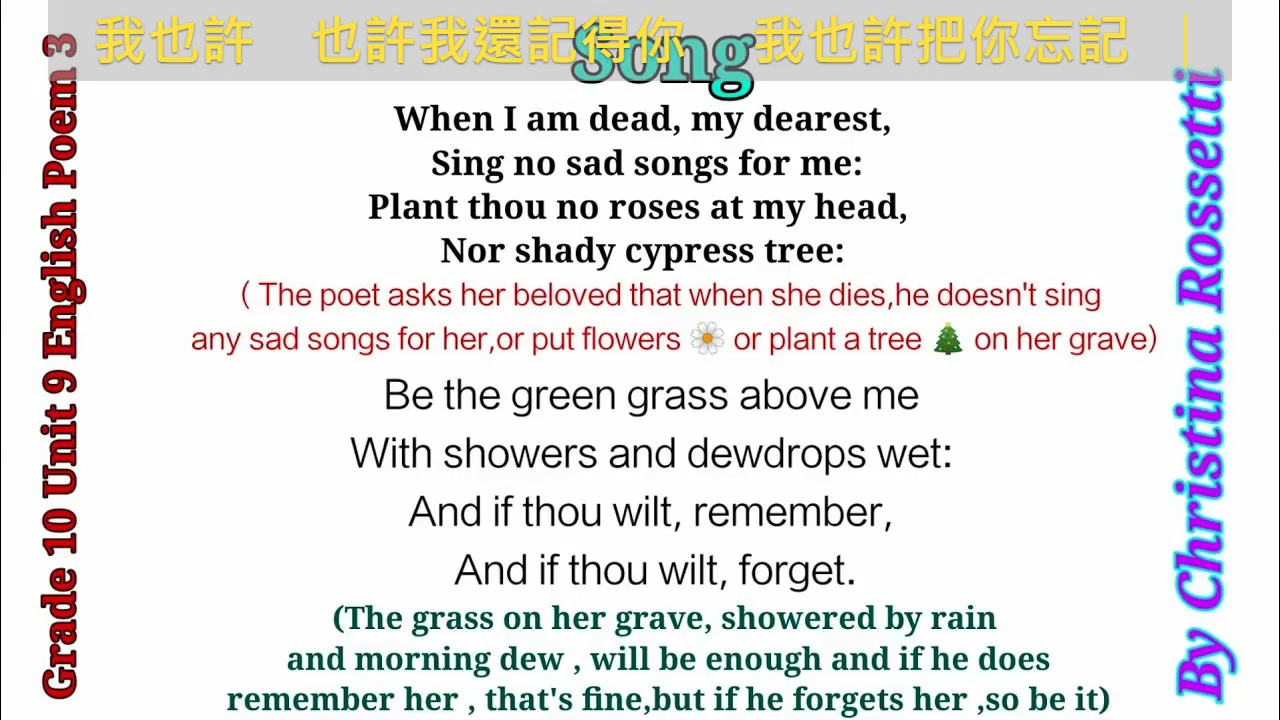 我也許 也許我還記得你 我也許把你忘記
Song
When I am dead, my dearest,
Sing no sad songs for me:
Plant thou no roses at my head,
Nor shady cypress tree:
( The poet asks her beloved that when she dies,he doesn't sing
any sad songs for her,or put flowers 🌼 or plant a tree 🌲 on her grave)
Be the green grass above me
With showers and dewdrops wet:
And if thou wilt, remember,
And if thou wilt, forget.
(The grass on her grave, showered by rain
and morning dew , will be enough and if he does
remember her , that's fine,but if he forgets her ,so be it)
Grade 10 Unit 9 English Poem 3
By Christina Rossetti